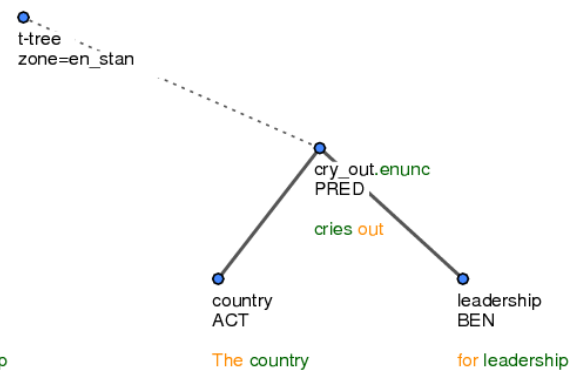 t-tree
zone=en_stan
cry_out.enunc
PRED
cries out
country
ACT
leadership
BEN
p
The country
for leadership